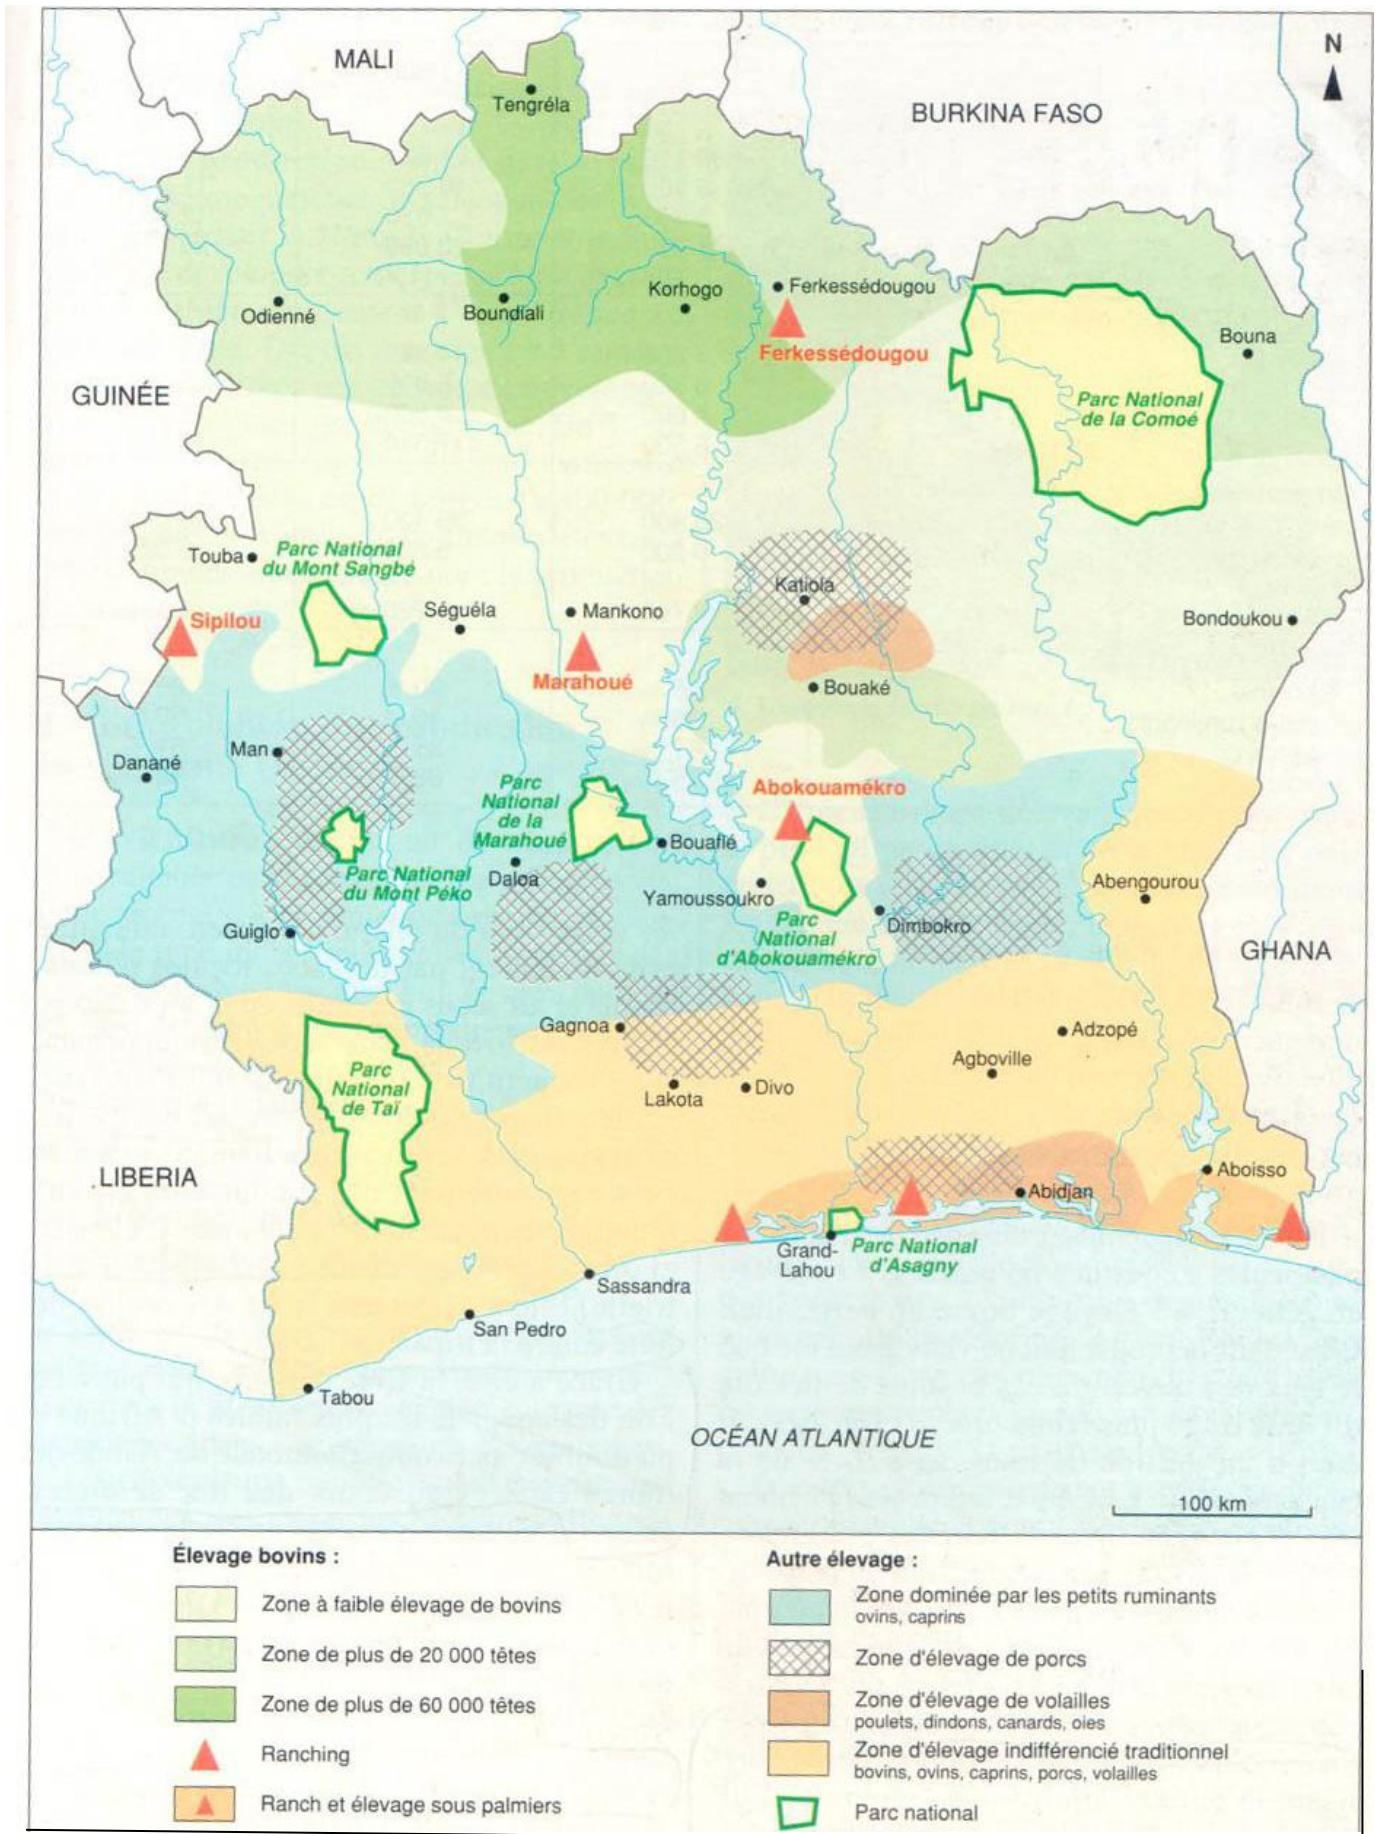 MALI
N
BURKINA FASO
Tengréla
Odienné
Boundiali
Korhogo
Ferkessédougou
Ferkessédougou
Bouna
GUINÉE
Parc National
de la Comoé
Touba
Parc National
du Mont Sangbé
Katiola
Sipilou
Séguéla
Mankono
Bondoukou
Marahoué
Bouaké
Man
Danané
Parc
National
de la
Marahoué
Abokouamékro
Bouaflé
Daloa
Parc National
du Mont Péko
Yamoussokro
Abengourou
Guiglo
Parc
National
d'Abokouamékro
Dimbokro
GHANA
Gagnoa
Adzopé
Agboville
Parc
National
de Taï
Lakota
Divo
LIBERIA
Aboisso
Abidjan
Grand-
Lahou
Parc National
d'Asagny
Sassandra
San Pedro
Tabou
OCÉAN ATLANTIQUE
100 km
Élevage bovins :
Zone à faible élevage de bovins
Zone de plus de 20 000 têtes
Zone de plus de 60 000 têtes
Ranching
Ranch et élevage sous palmiers
Autre élevage :
Zone dominée par les petits ruminants
ovins, caprins
Zone d'élevage de porcs
Zone d'élevage de volailles
poulets, dindons, canards, oies
Zone d'élevage indifférencié traditionnel
bovins, ovins, caprins, porcs, volailles
Parc national